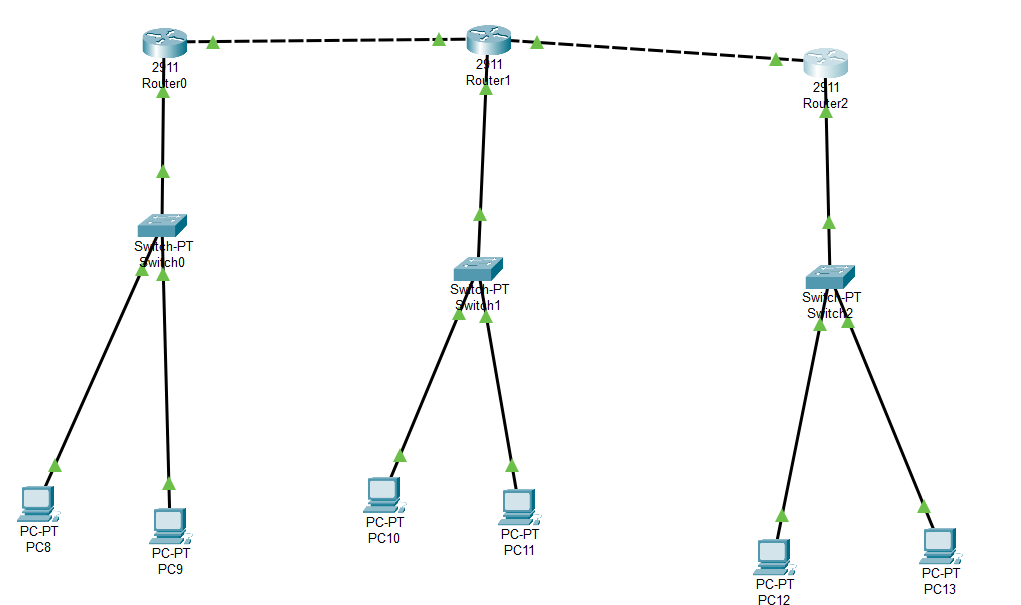 2911
Router0
2911
Router1
2911
Router2
Switch-PT
Switch0
Switch-PT
Switch1
Switch-PT
Switch2
PC-PT
PC8
PC-PT
PC9
PC-PT
PC10
PC-PT
PC11
PC-PT
PC12
PC-PT
PC13